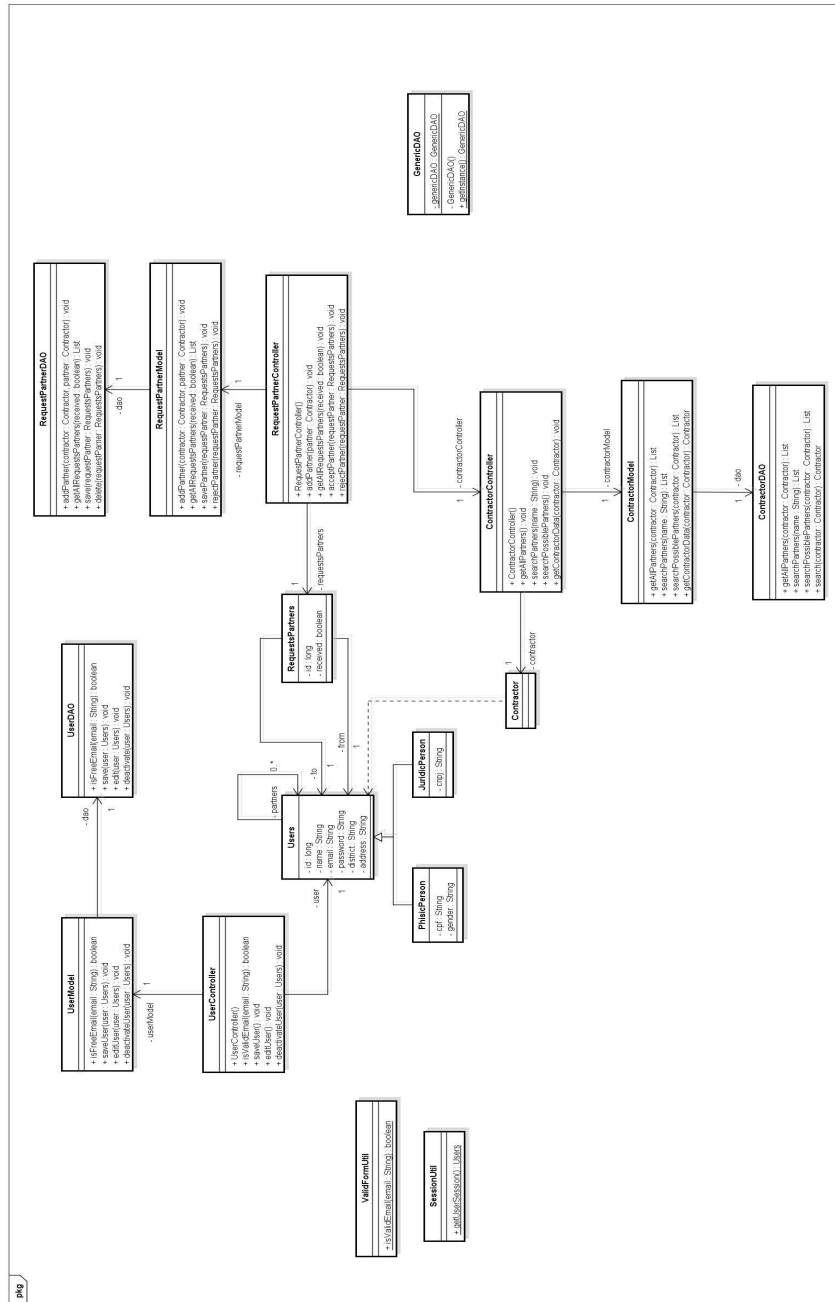 pkg
UserModel
+ isFreeEmail(email : String) : boolean
+ saveUser(user : Users) : void
+ editUser(user : Users) : void
+ deactivateUser(user : Users) : void
- dao
1
UserDAO
+ isFreeEmail(email : String) : boolean
+ save(user : Users) : void
+ edit(user : Users) : void
+ deactivate(user : Users) : void
- userModel
1
UserController
+ UserController()
+ isValidEmail(email : String) : boolean
+ saveUser() : void
+ editUser() : void
+ deactivateUser(user : Users) : void
- user
1
Users
- id : long
- name : String
- email : String
- password : String
- district : String
- address : String
- partners
0..*
- to
1
- from
1
RequestsPartners
- id : long
- received : boolean
1
- requestsPartners
RequestPartnerDAO
+ addPartner(contractor : Contractor, partner : Contractor) : void
+ getAllRequestsPartners(received : boolean) : List
+ save(requestPartner : RequestsPartners) : void
+ delete(requestParner : RequestsPartners) : void
- dao
1
RequestPartnerModel
+ addPartner(contractor : Contractor, partner : Contractor) : void
+ getAllRequestsPartners(received : boolean) : List
+ savePartner(requestPartner : RequestsPartners) : void
+ rejectPartner(requestPartner : RequestsPartners) : void
- requestPartnerModel
1
RequestPartnerController
+ RequestPartnerController()
+ addPartner(partner : Contractor) : void
+ getAllRequestsPartners(received : boolean) : void
+ acceptPartner(requestPartner : RequestsPartners) : void
+ rejectPartner(requestPartner : RequestsPartners) : void
GenericDAO
- genericDAO : GenericDAO
- GenericDAO()
+ getInstance() : GenericDAO
ValidFormUtil
+ isValidEmail(email : String) : boolean
SessionUtil
+ getUserSession() : Users
PhisicPerson
- cpf : String
- gender : String
JuridicPerson
- cnpj : String
Contractor
1
- contractor
1
- contractorController
ContractorController
+ ContractorController()
+ getAllPartners() : void
+ searchPartners(name : String) : void
+ searchPossiblePartners() : void
+ getContractorData(contractor : Contractor) : void
1
- contractorModel
ContractorModel
+ getAllPartners(contractor : Contractor) : List
+ searchPartners(name : String) : List
+ searchPossiblePartners(contractor : Contractor) : List
+ getContractorData(contractor : Contractor) : Contractor
1
- dao
ContractorDAO
+ getAllPartners(contractor : Contractor) : List
+ searchPartners(name : String) : List
+ searchPossiblePartners(contractor : Contractor) : List
+ search(contractor : Contractor) : Contractor